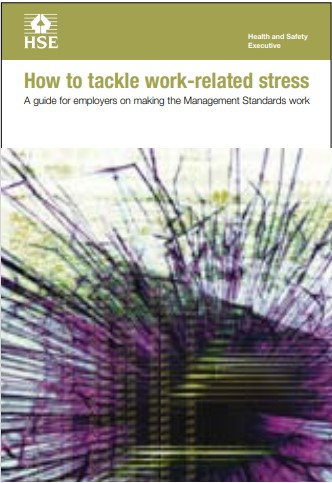 HSE
Health and Safety
Executive
How to tackle work-related stress
A guide for employers on making the Management Standards work